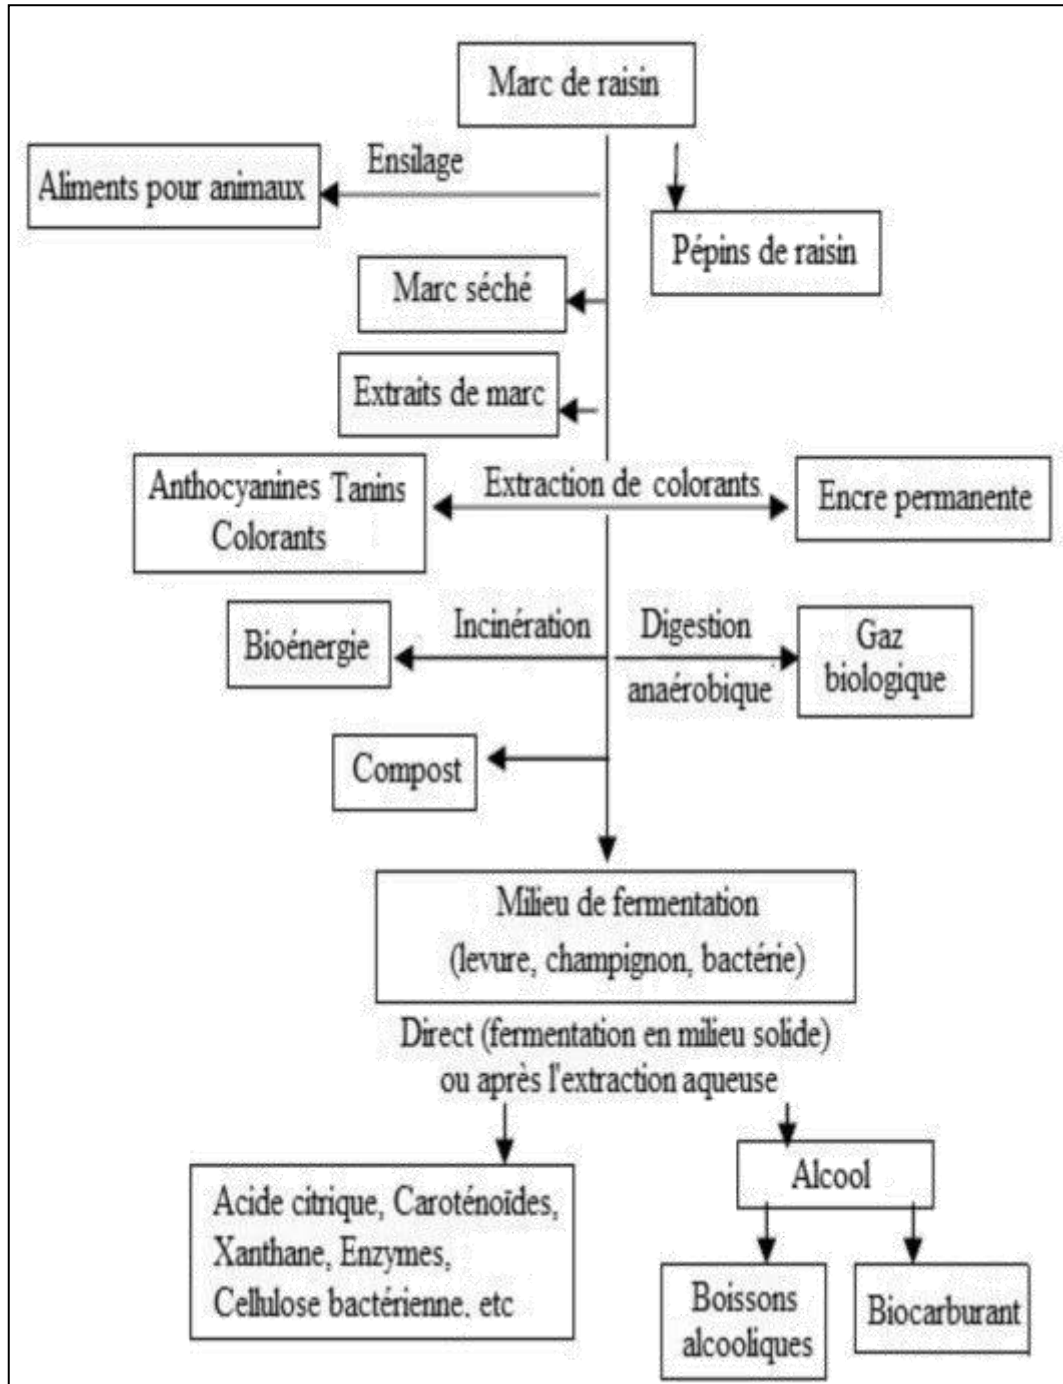 Marc de raisin
Ensilage
Aliments pour animaux
Pépins de raisin
Marc séché
Extraits de marc
Anthocyanines Tanins
Colorants
Extraction de colorants
Encre permanente
Bioénergie
Incinération
Digestion
anaérobique
Gaz
biologique
Compost
Milieu de fermentation
(levure, champignon, bactérie)
Direct (fermentation en milieu solide)
ou après l'extraction aqueuse
Acide citrique, Caroténoïdes,
Xanthane, Enzymes,
Cellulose bactérienne. etc
Alcool
Boissons
alcooliques
Biocarburant